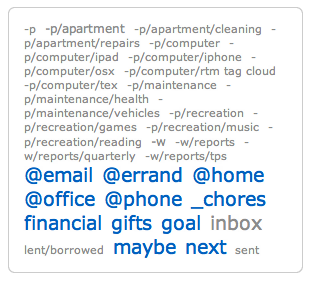 -p -p/apartment -p/apartment/cleaning -
p/apartment/repairs -p/computer -
p/computer/ipad -p/computer/iphone -
p/computer/osx -p/computer/rtm tag cloud
-p/computer/tex -p/maintenance -
p/maintenance/health -
p/maintenance/vehicles -p/recreation -
p/recreation/games -p/recreation/music -
p/recreation/reading -w -w/reports -
w/reports/quarterly -w/reports/tps
@email @errand @home
@office @phone _chores
financial gifts goal inbox
lent/borrowed maybe next sent